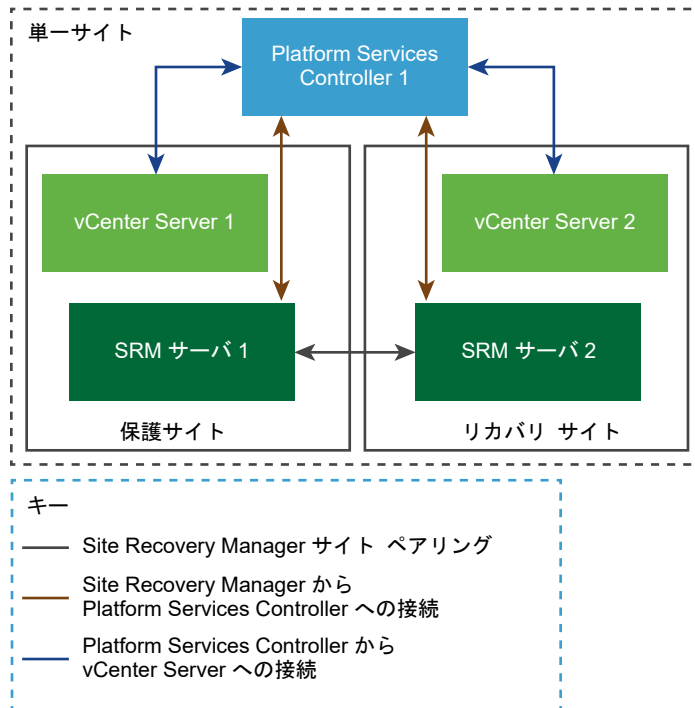 単一サイト
Platform Services
Controller 1
vCenter Server 1
vCenter Server 2
SRM サーバ 1
SRM サーバ 2
保護サイト
リカバリ サイト
キー
Site Recovery Manager サイト ペアリング
Site Recovery Manager から
Platform Services Controller への接続
Platform Services Controller から
vCenter Server への接続